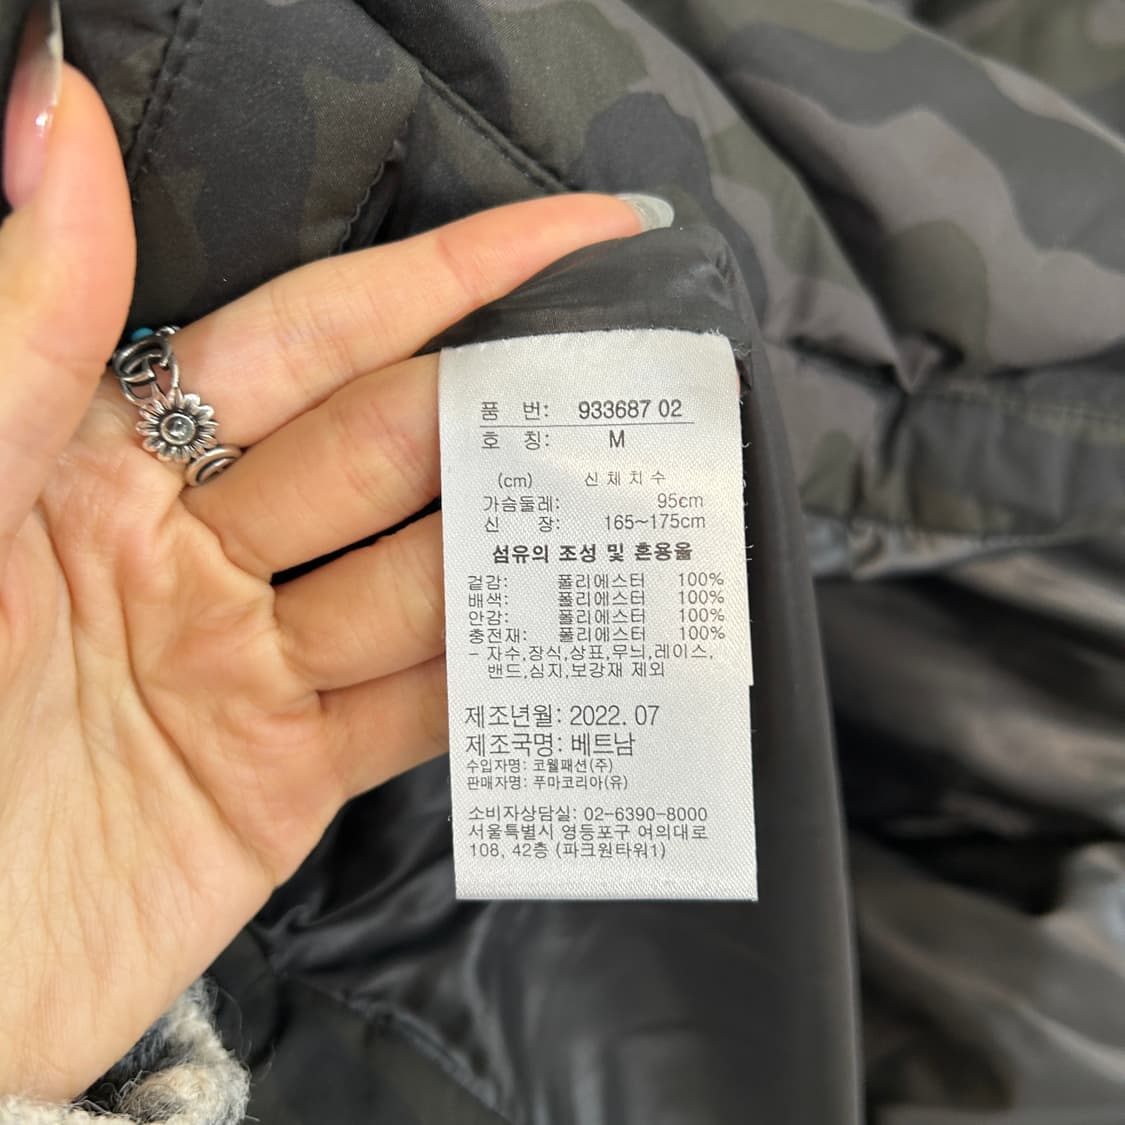 품 번: 933687 02
호 칭: M
(cm) 신체치수
가슴둘레: 95cm
신 장: 165~175cm
섬유의 조성 및 혼용율
겉감: 폴리에스터 100%
배색: 폴리에스터 100%
안감: 폴리에스터 100%
충전재: 폴리에스터 100%
- 자수,장식,상표,무늬,레이스,
밴드,심지,보강재 제외
제조년월: 2022. 07
제조국명: 베트남
수입자명: 코웰패션(주)
판매자명: 푸마코리아(유)
소비자상담실: 02-6390-8000
서울특별시 영등포구 여의대로
108, 42층 (파크원타워1)